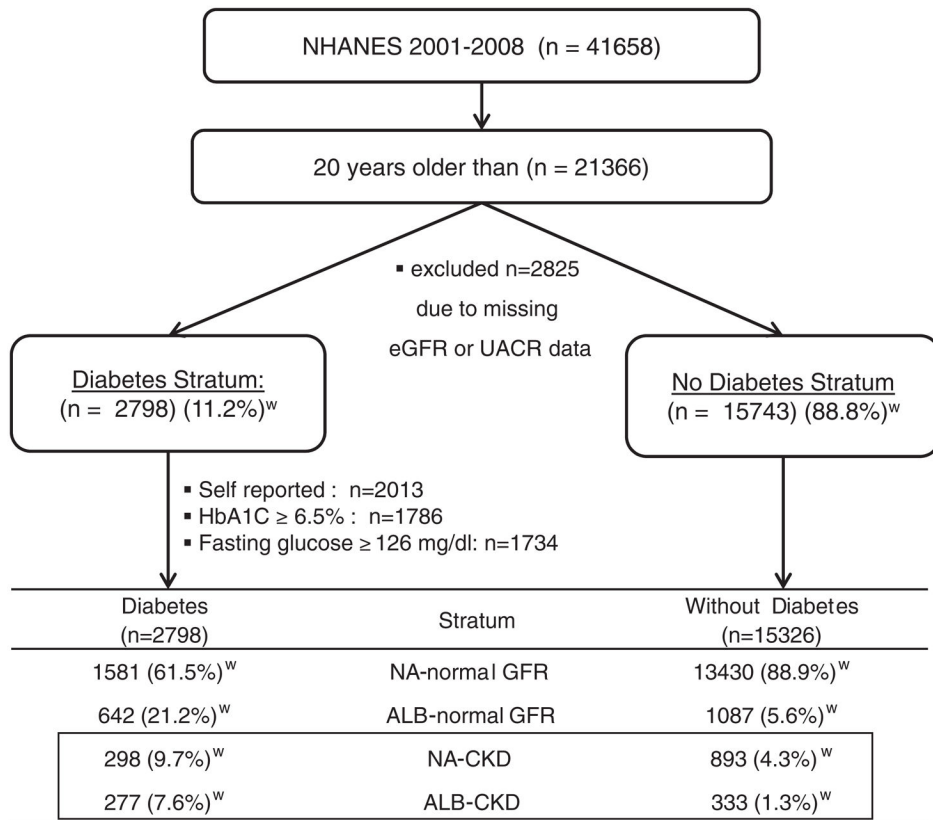 NHANES 2001-2008 (n = 41658)
20 years older than (n = 21366)
▪ excluded n=2825
due to missing
eGFR or UACR data
Diabetes Stratum:
(n = 2798) (11.2%)ʷ
No Diabetes Stratum
(n = 15743) (88.8%)ʷ
▪ Self reported : n=2013
▪ HbA1C ≥ 6.5% : n=1786
▪ Fasting glucose ≥ 126 mg/dl: n=1734
Diabetes Stratum Without Diabetes
(n=2798) (n=15326)
1581 (61.5%)ʷ NA-normal GFR 13430 (88.9%)ʷ
642 (21.2%)ʷ ALB-normal GFR 1087 (5.6%)ʷ
298 (9.7%)ʷ NA-CKD 893 (4.3%)ʷ
277 (7.6%)ʷ ALB-CKD 333 (1.3%)ʷ